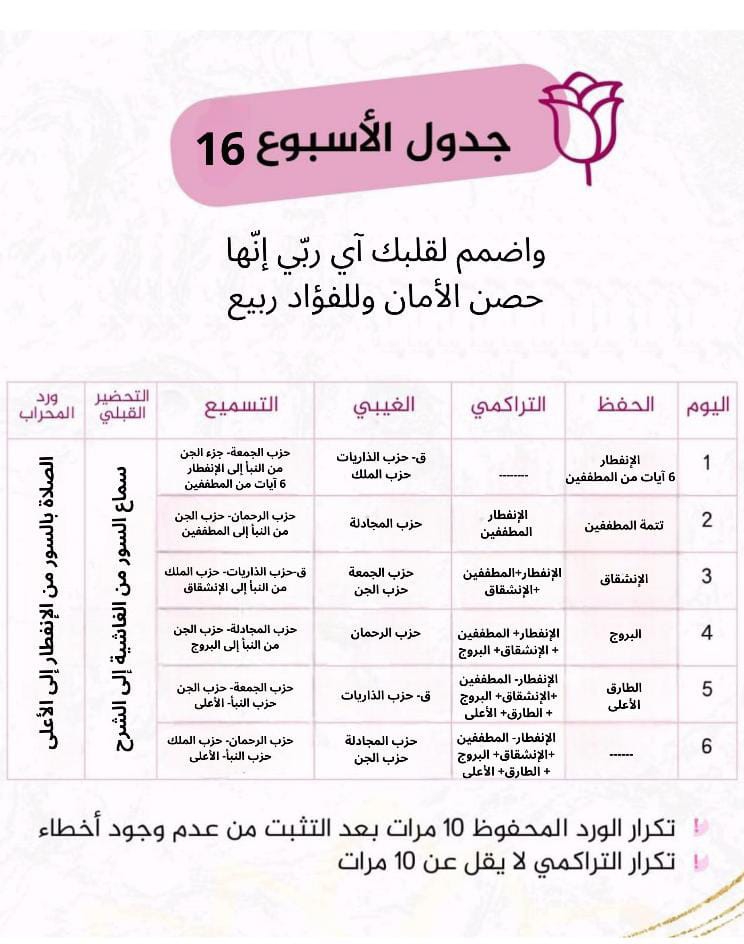 جدول الأسبوع 16
واضمم لقلبك آي ربّي إنّها
حصن الأمان وللفؤاد ربيع
اليوم
الحفظ
التراكمي
الغيبي
التسميع
التحضير
القبلي
ورد
المحراب
1
الإنفطار
6 آيات من المطففين
--------
ق- حزب الذاريات
حزب الملك
حزب الجمعة- جزء الجن
من النبأ إلى الإنفطار
6 آيات من المطففين
2
تتمة المطففين
الإنفطار
المطففين
حزب المجادلة
حزب الرحمان- حزب الجن
من النبأ إلى المطففين
3
الإنشقاق
الإنفطار+المطففين
+الإنشقاق
حزب الجمعة
حزب الجن
ق-حزب الذاريات- حزب الملك
من النبأ إلى الإنشقاق
4
البروج
الإنفطار+ المطففين
+ الإنشقاق+ البروج
حزب الرحمان
حزب المجادلة- حزب الجن
من النبأ إلى البروج
5
الطارق
الأعلى
الإنفطار- المطففين
+الإنشقاق+ البروج
+ الطارق+ الأعلى
ق- حزب الذاريات
حزب الجمعة- حزب الجن
حزب النبأ- الأعلى
6
------
الإنفطار- المطففين
+الإنشقاق+ البروج
+ الطارق+ الأعلى
حزب المجادلة
حزب الجن
حزب الرحمان- حزب الملك
حزب النبأ- الأعلى
سماع السور من الغاشية إلى الشرح
الصلاة بالسور من الإنفطار إلى الأعلى
تكرار الورد المحفوظ 10 مرات بعد التثبت من عدم وجود أخطاء
تكرار التراكمي لا يقل عن 10 مرات